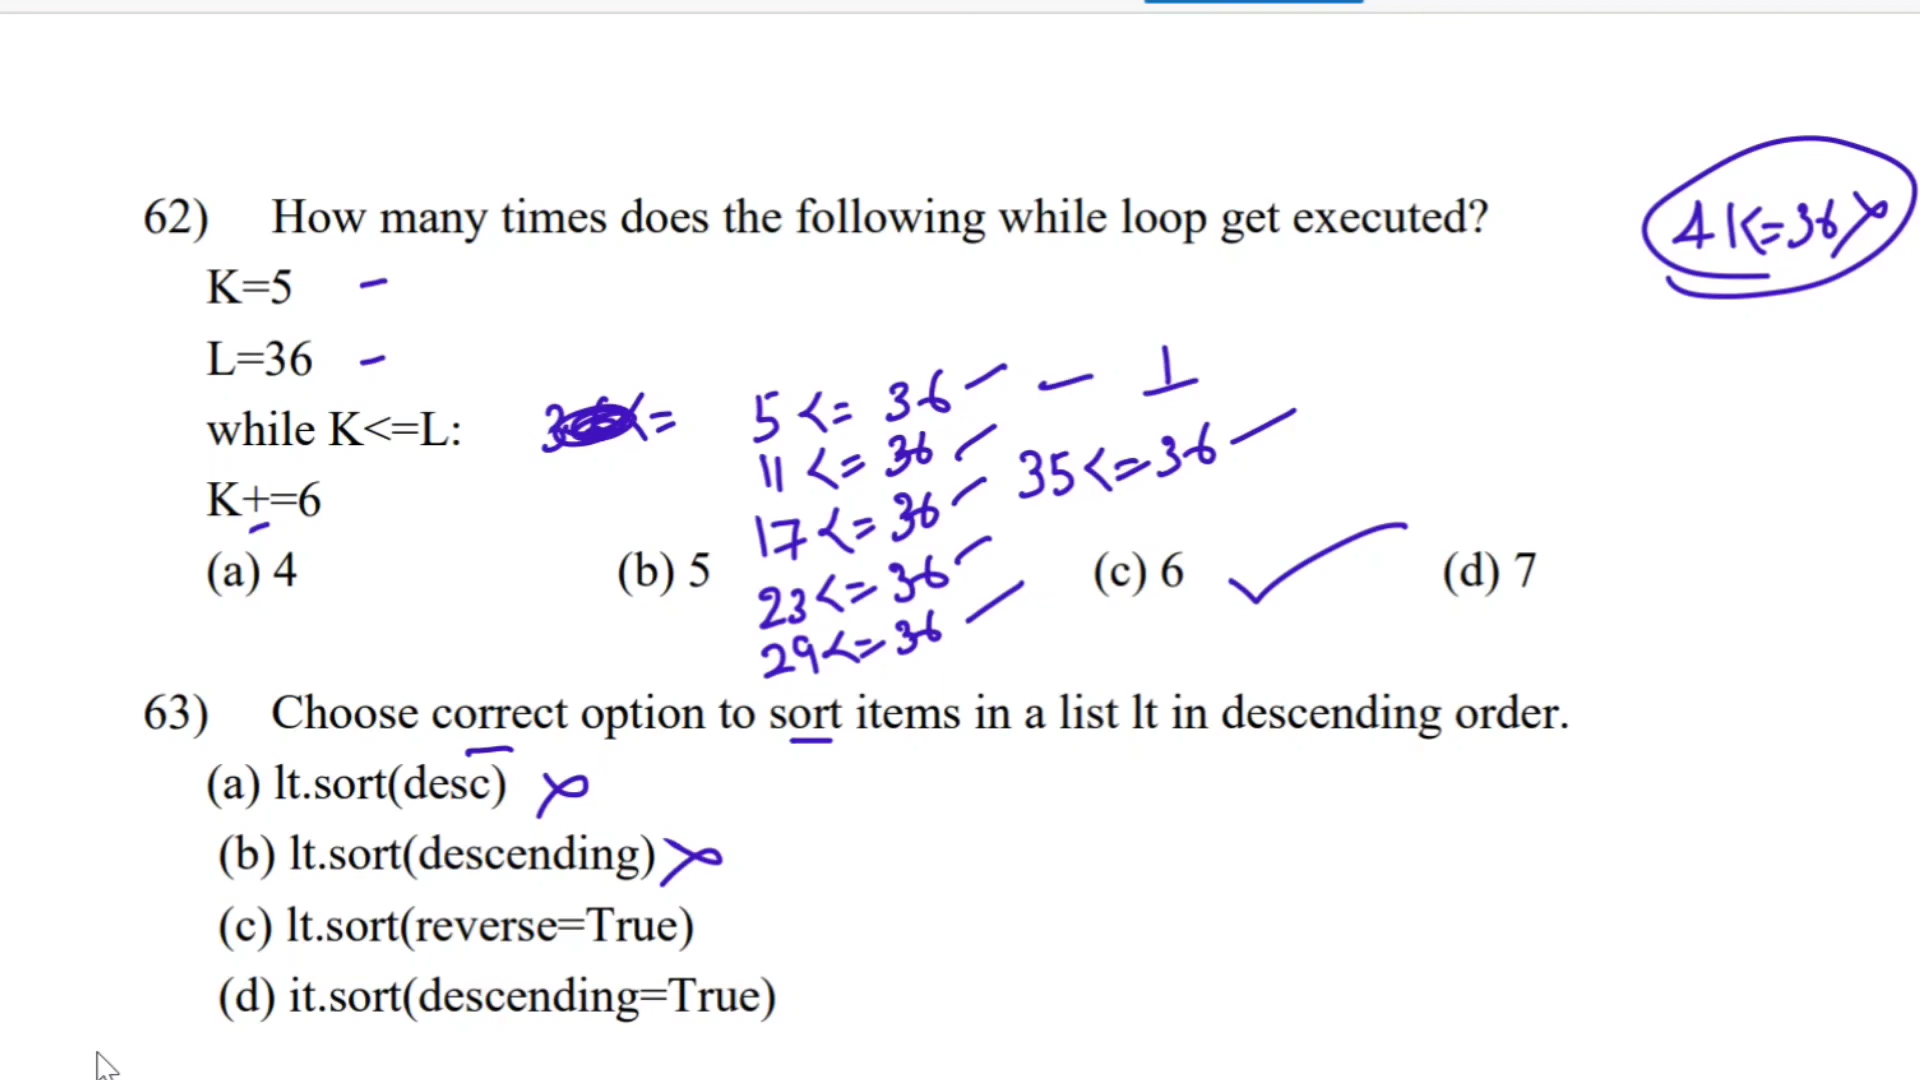 62) How many times does the following while loop get executed?
41<=36
K=5
L=36
5<=36 - 1
while K<=L:
11<=36
35<=36
K+=6
17<=36
(a) 4 (b) 5 (c) 6 (d) 7
23<=36
29<=36
63) Choose correct option to sort items in a list lt in descending order.
(a) lt.sort(desc)
(b) lt.sort(descending)
(c) lt.sort(reverse=True)
(d) it.sort(descending=True)